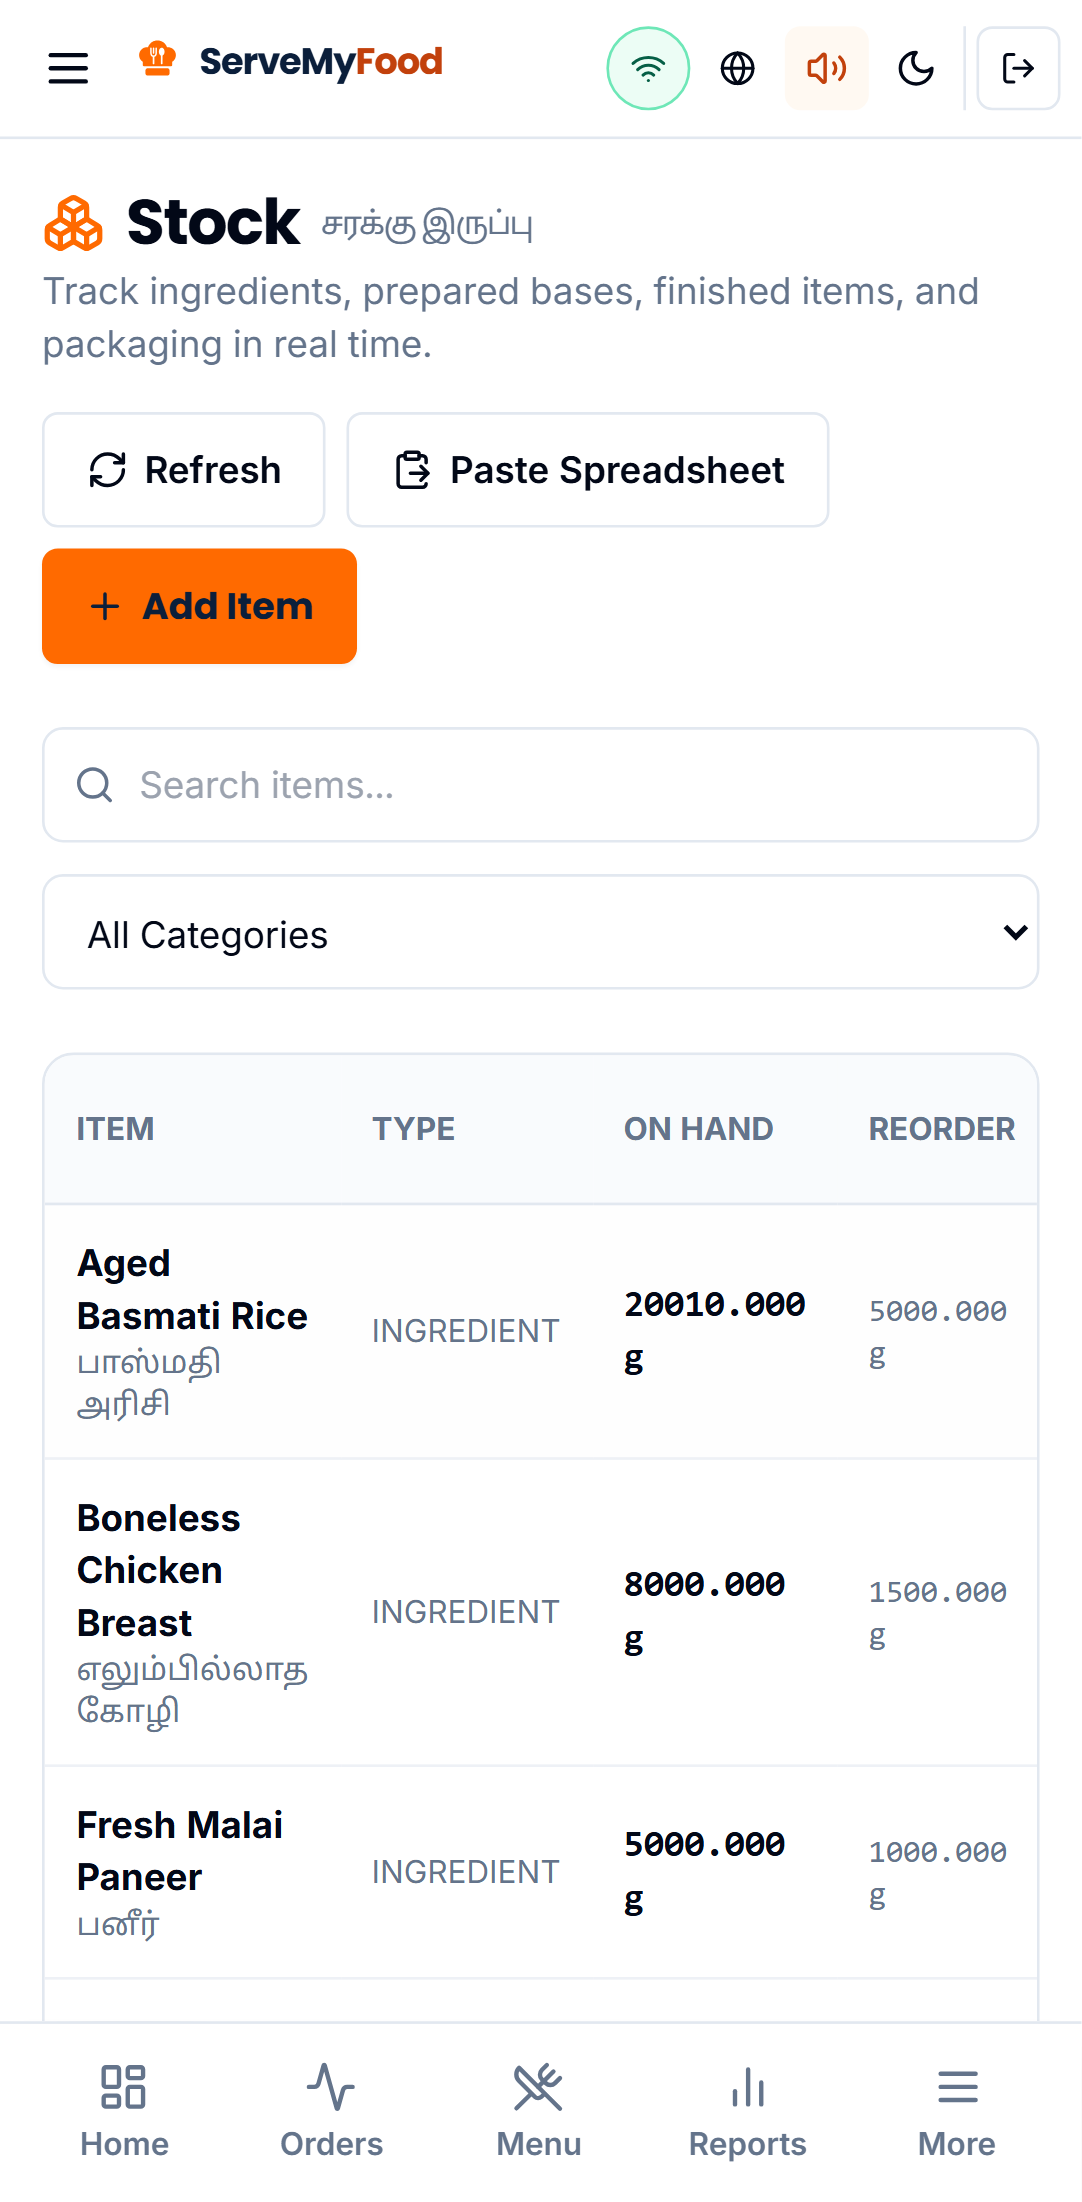 ServeMyFood
Stock சரக்கு இருப்பு
Track ingredients, prepared bases, finished items, and
packaging in real time.
Refresh
Paste Spreadsheet
Add Item
Search items...
All Categories
ITEM TYPE ON HAND REORDER
Aged
Basmati Rice
பாஸ்மதி
அரிசி
INGREDIENT
20010.000
g
5000.000
g
Boneless
Chicken
Breast
எலும்பில்லாத
கோழி
INGREDIENT
8000.000
g
1500.000
g
Fresh Malai
Paneer
பனீர்
INGREDIENT
5000.000
g
1000.000
g
Home Orders Menu Reports More